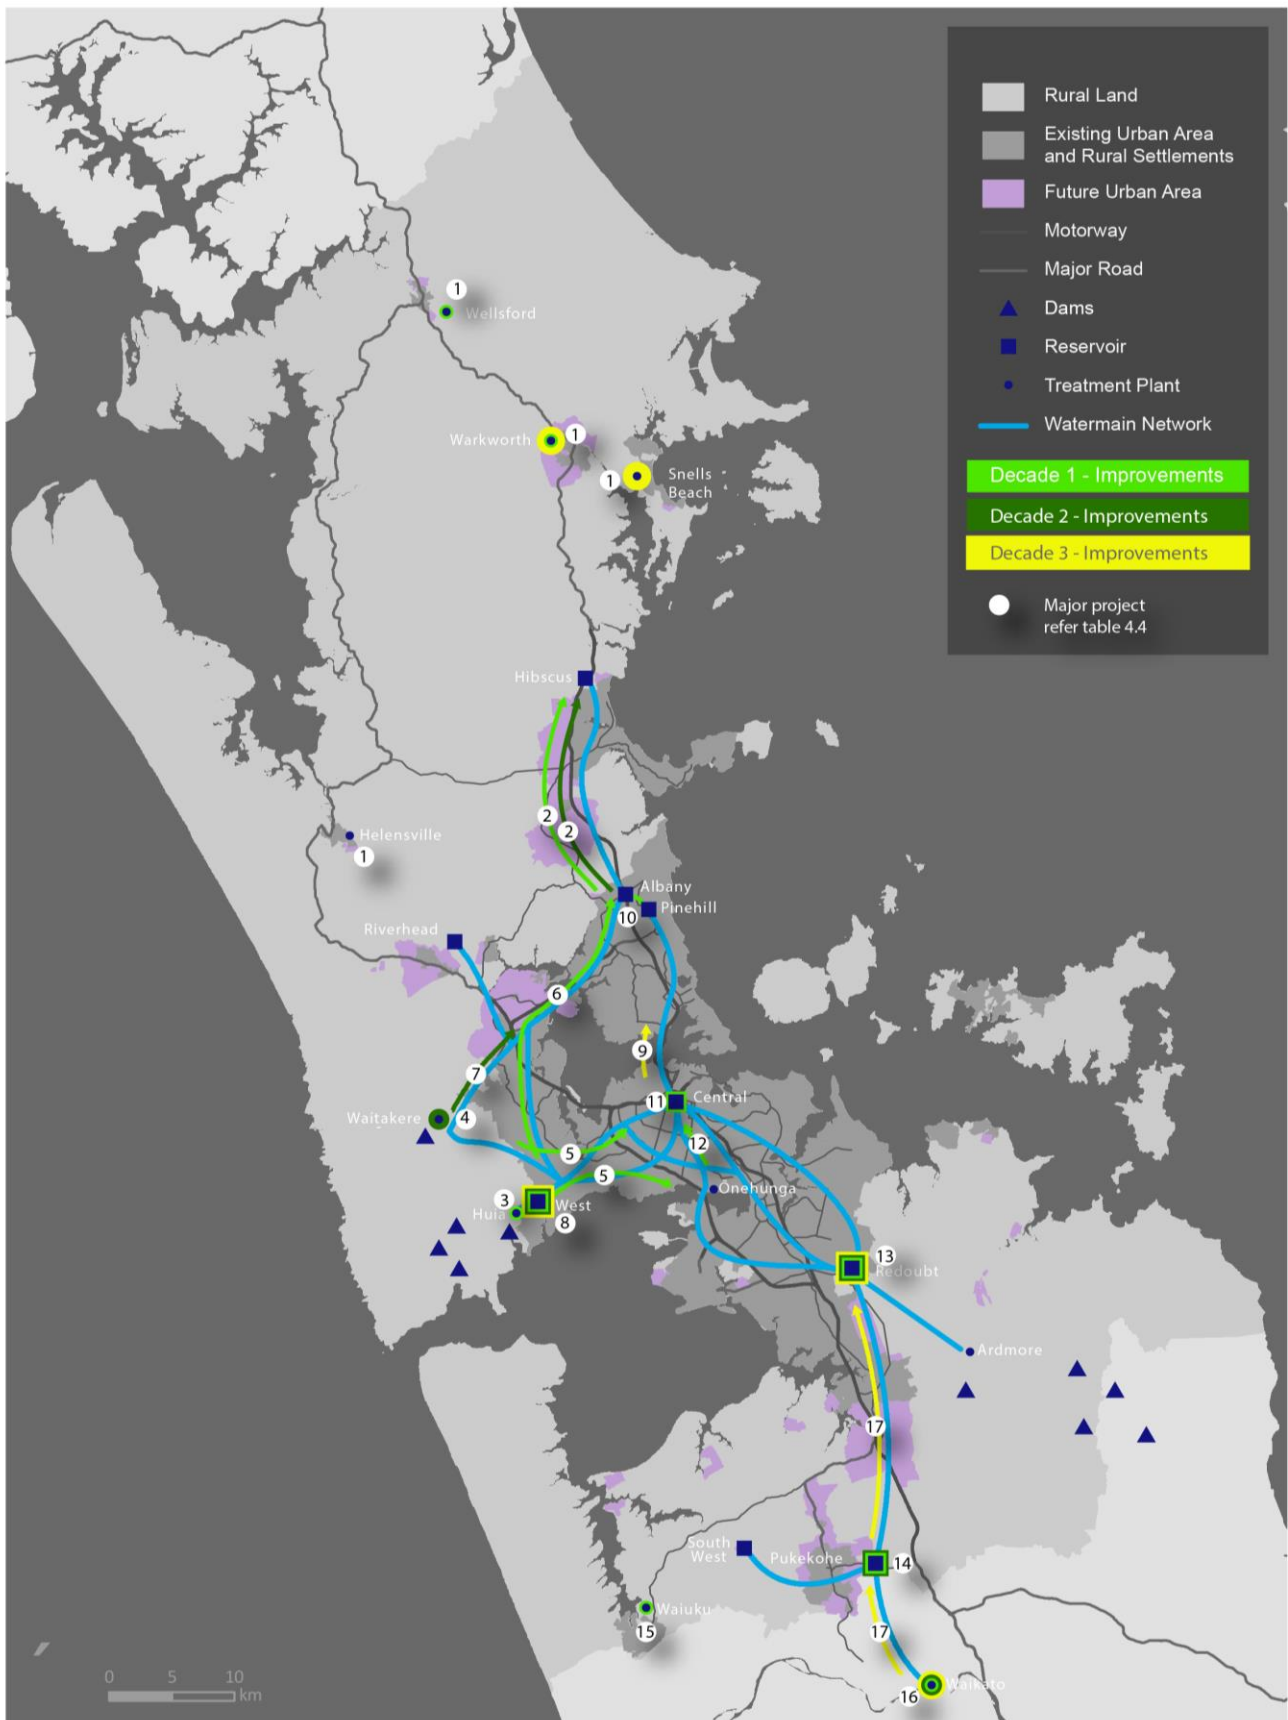 Rural Land
Existing Urban Area
and Rural Settlements
Future Urban Area
Motorway
Major Road
Dams
Reservoir
Treatment Plant
Watermain Network
Decade 1 - Improvements
Decade 2 - Improvements
Decade 3 - Improvements
Major project
refer table 4.4
1
Wellsford
Warkworth
1
1
Snells
Beach
Hibscus
2
2
Helensville
1
Albany
Pinehill
10
Riverhead
6
9
7
Waitakere
4
11
Central
12
5
5
Onehunga
3
Huia
West
8
13
Redoubt
Ardmore
17
South
West
Pukekohe
14
Waiuku
15
17
16
Waikato
0 5 10
km